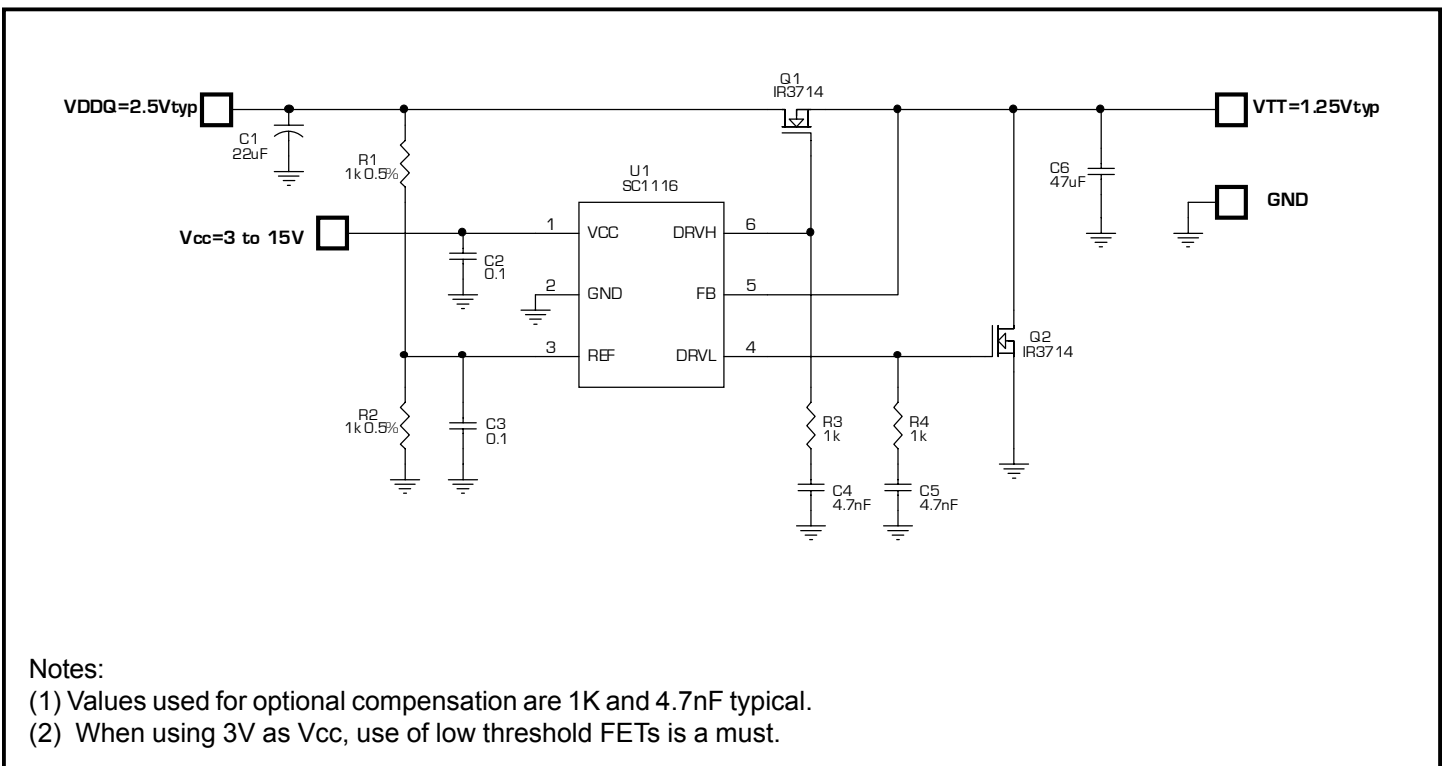 Q1
IR3714
VDDQ=2.5Vtyp
VTT=1.25Vtyp
C1
22uF
R1
1k 0.5%
U1
SC1116
C6
47uF
GND
Vcc=3 to 15V
1
VCC
DRVH
6
C2
0.1
2
GND
FB
5
Q2
IR3714
3
REF
DRVL
4
R2
1k 0.5%
C3
0.1
R3
1k
R4
1k
C4
4.7nF
C5
4.7nF
Notes:
(1) Values used for optional compensation are 1K and 4.7nF typical.
(2) When using 3V as Vcc, use of low threshold FETs is a must.